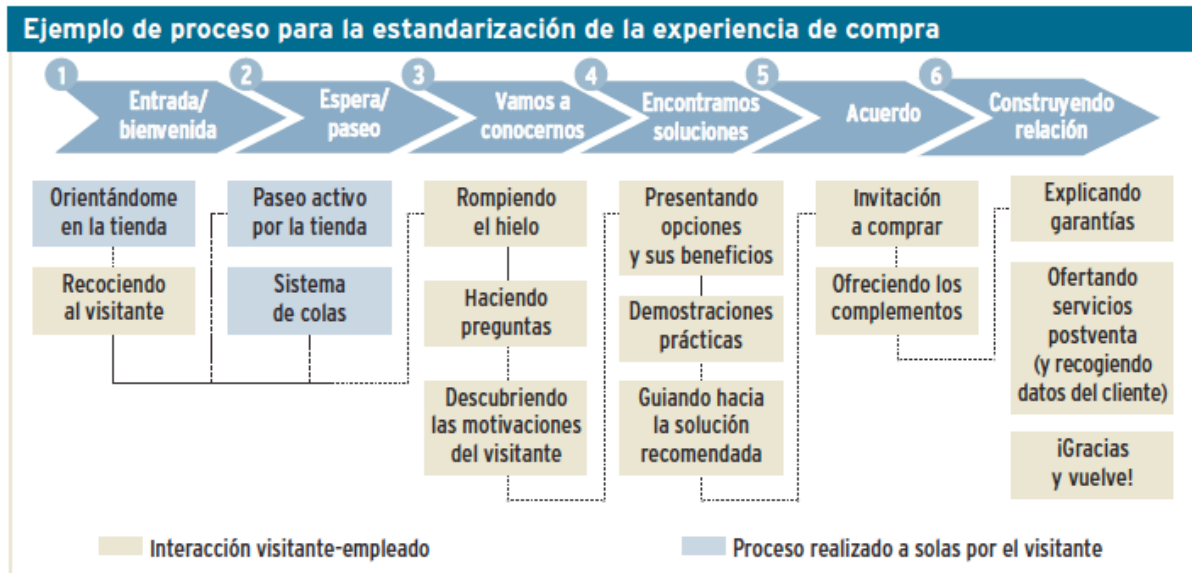 Ejemplo de proceso para la estandarización de la experiencia de compra
1
Entrada/
bienvenida
2
Espera/
paseo
3
Vamos a
conocernos
4
Encontramos
soluciones
5
Acuerdo
6
Construyendo
relación
Orientándome
en la tienda
Recociendo
al visitante
Paseo activo
por la tienda
Sistema
de colas
Rompiendo
el hielo
Haciendo
preguntas
Descubriendo
las motivaciones
del visitante
Presentando
opciones
y sus beneficios
Demostraciones
prácticas
Guiando hacia
la solución
recomendada
Invitación
a comprar
Ofreciendo los
complementos
Explicando
garantías
Ofertando
servicios
postventa
(y recogiendo
datos del cliente)
¡Gracias
y vuelve!
Interacción visitante-empleado
Proceso realizado a solas por el visitante